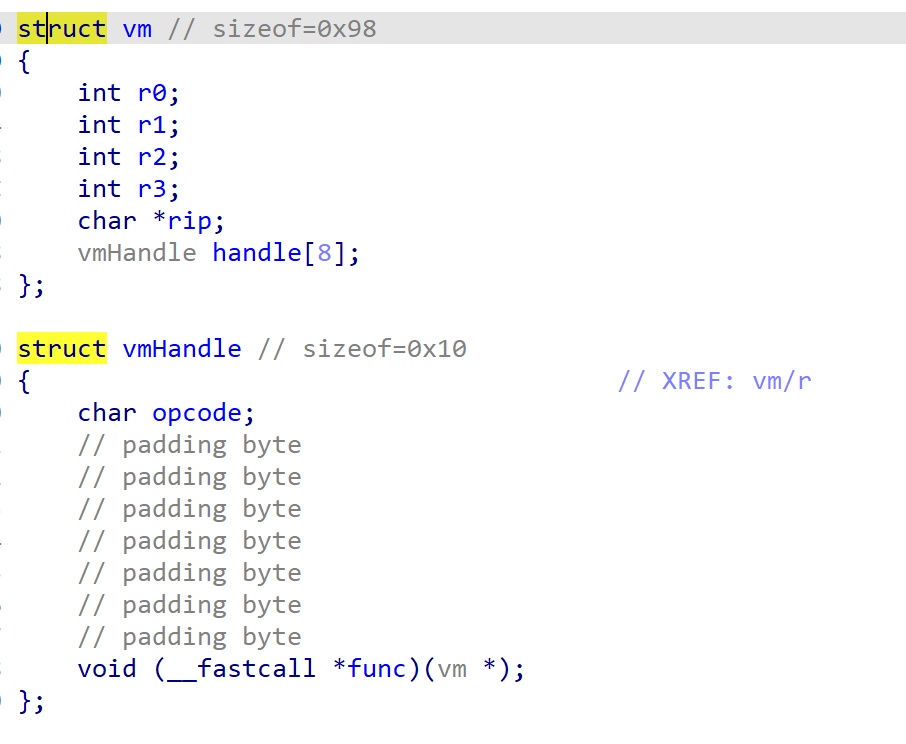 struct vm // sizeof=0x98
{
    int r0;
    int r1;
    int r2;
    int r3;
    char *rip;
    vmHandle handle[8];
};

struct vmHandle // sizeof=0x10
{                                       // XREF: vm/r
    char opcode;
    // padding byte
    // padding byte
    // padding byte
    // padding byte
    // padding byte
    // padding byte
    // padding byte
    void (__fastcall *func)(vm *);
};